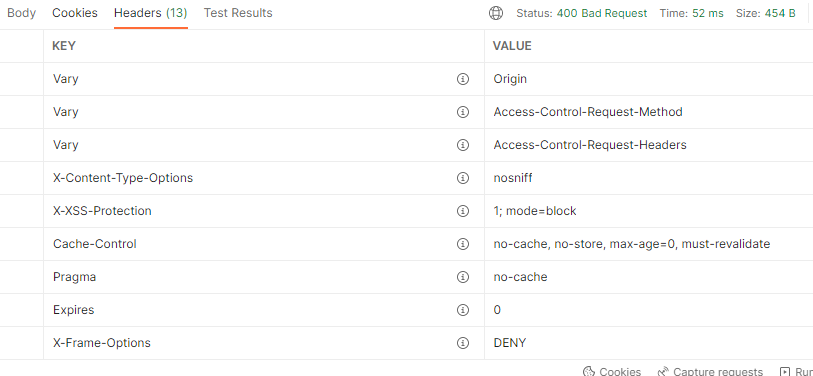 Body Cookies Headers (13) Test Results Status: 400 Bad Request Time: 52 ms Size: 454 B
KEY VALUE
Vary Origin
Vary Access-Control-Request-Method
Vary Access-Control-Request-Headers
X-Content-Type-Options nosniff
X-XSS-Protection 1; mode=block
Cache-Control no-cache, no-store, max-age=0, must-revalidate
Pragma no-cache
Expires 0
X-Frame-Options DENY
Cookies Capture requests Run